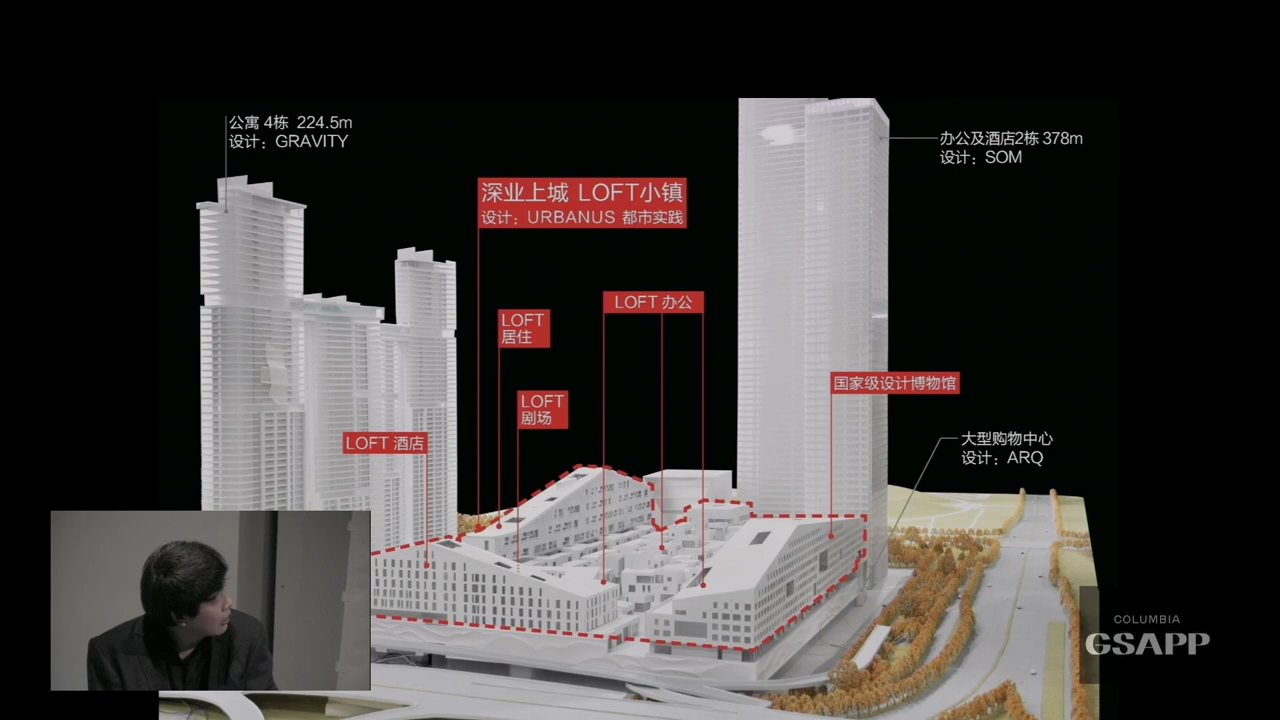 公寓 4栋 224.5m
设计：GRAVITY
办公及酒店2栋 378m
设计：SOM
深业上城 LOFT小镇
设计：URBANUS 都市实践
LOFT 办公
LOFT
居住
国家级设计博物馆
LOFT
剧场
LOFT 酒店
大型购物中心
设计：ARQ
COLUMBIA
GSAPP